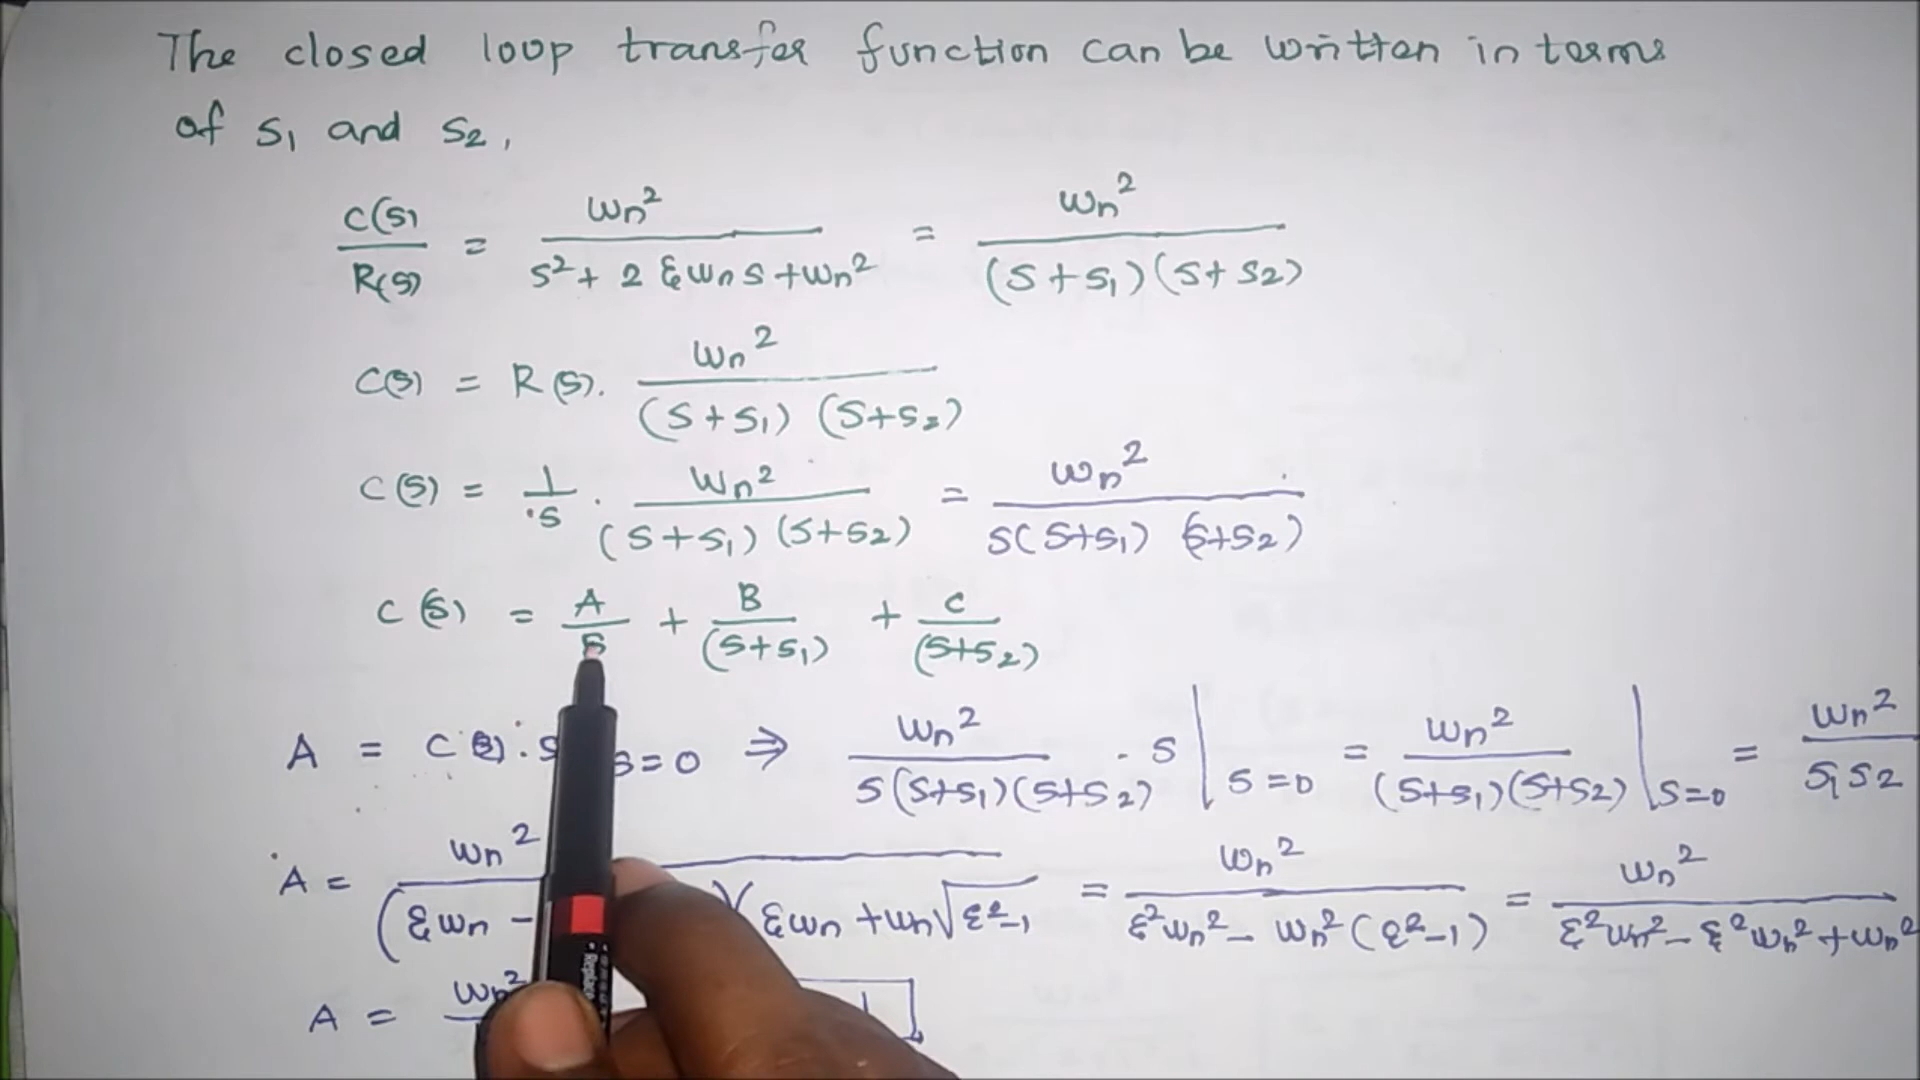 The closed loop transfer function can be written in terms
of s₁ and s₂,
C(s)/R(s) = ωn²/(s² + 2ξωns + ωn²) = ωn²/((s+s₁)(s+s₂))
C(s) = R(s). ωn²/((s+s₁)(s+s₂))
C(s) = 1/s . ωn²/((s+s₁)(s+s₂)) = ωn²/(s(s+s₁)(s+s₂))
C(s) = A/s + B/(s+s₁) + C/(s+s₂)
A = C(s).s s=0 ⇒ ωn²/(s(s+s₁)(s+s₂)) . s | s=0 = ωn²/((s+s₁)(s+s₂)) | s=0 = ωn²/(s₁s₂)
A = ωn²/((ξωn − )(ξωn + ωn√(ξ²−1)) = ωn²/(ξ²ωn² − ωn²(ξ²−1)) = ωn²/(ξ²ωn² − ξ²ωn² + ωn²
A = ωn² 1